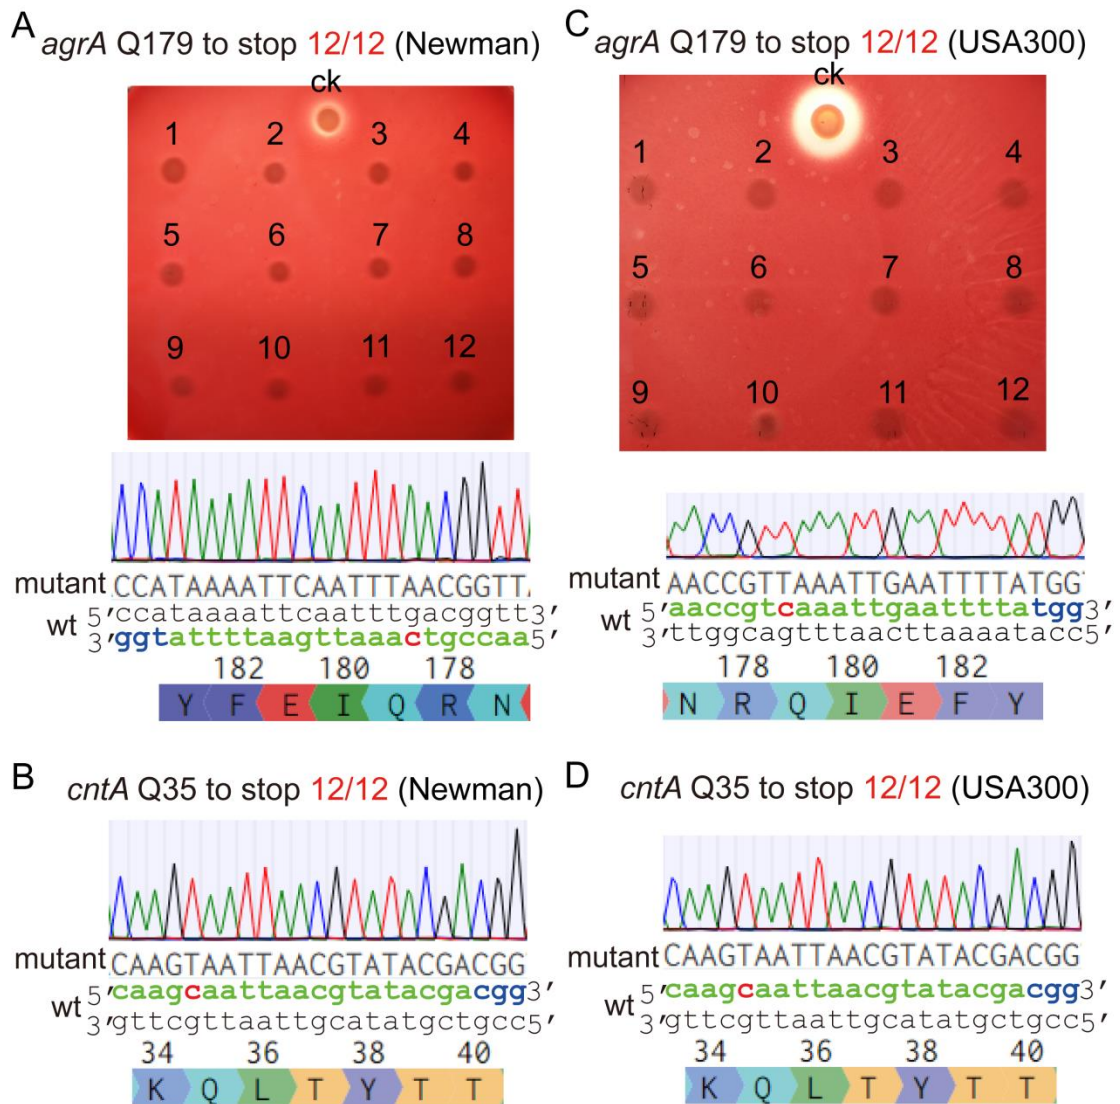 A
agrA Q179 to stop 12/12 (Newman)
ck
1 2 3 4
5 6 7 8
9 10 11 12
mutant CCATAAAATTCAATTTAACGGTT
wt
5′ccataaaattcaatttgacggtt3′
3′ggtattttaagttaaactgccaa5′
182 180 178
Y F E I Q R N
B
cntA Q35 to stop 12/12 (Newman)
mutant CAAGTAATTAACGTATACGACGG
wt
5′caagcaattaacgtatacgacgg3′
3′gttcgttaattgcatatgctgcc5′
34 36 38 40
K Q L T Y T T
C
agrA Q179 to stop 12/12 (USA300)
ck
1 2 3 4
5 6 7 8
9 10 11 12
mutant AACCGTTAAATTGAATTTTATGG
wt
5′aaccgtcaaattgaattttatgg3′
3′ttggcagtttaacttaaaatacc5′
178 180 182
N R Q I E F Y
D
cntA Q35 to stop 12/12 (USA300)
mutant CAAGTAATTAACGTATACGACGG
wt
5′caagcaattaacgtatacgacgg3′
3′gttcgttaattgcatatgctgcc5′
34 36 38 40
K Q L T Y T T